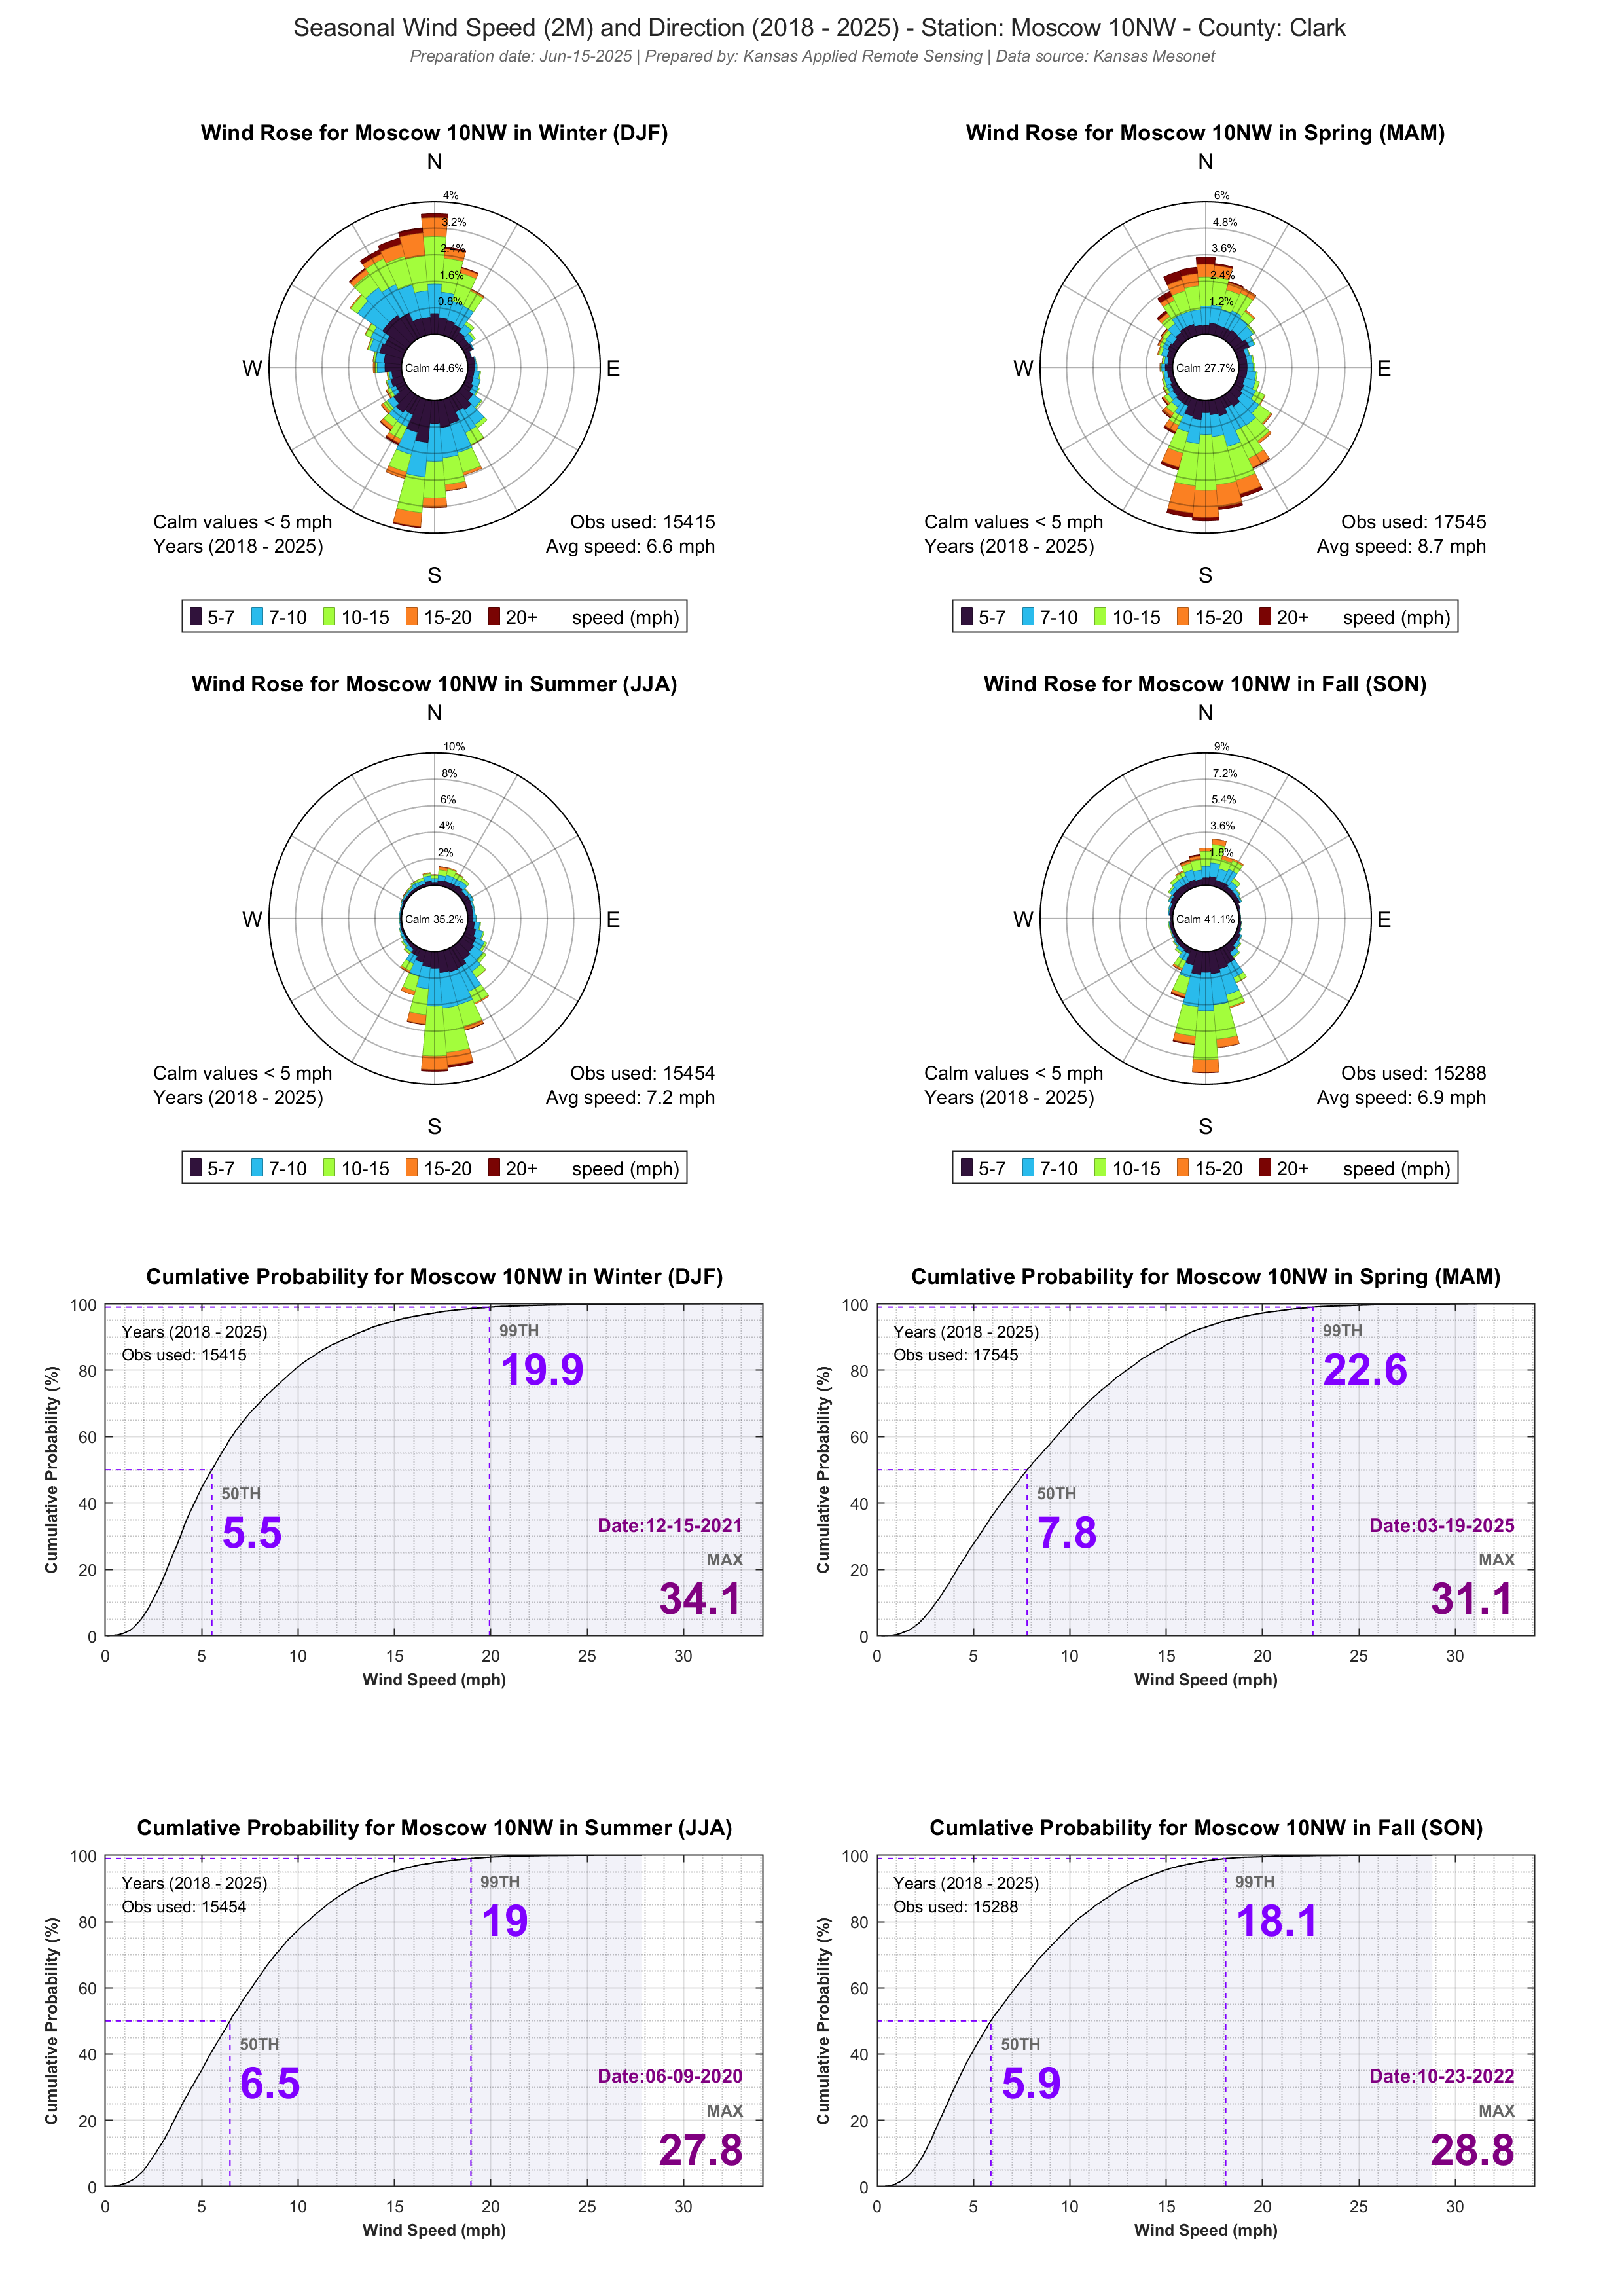 Seasonal Wind Speed (2M) and Direction (2018 - 2025) - Station: Moscow 10NW - County: Clark
Preparation date: Jun-15-2025 | Prepared by: Kansas Applied Remote Sensing | Data source: Kansas Mesonet
Wind Rose for Moscow 10NW in Winter (DJF)
N
4%
3.2%
2.4%
1.6%
0.8%
W
Calm 44.6%
E
Calm values < 5 mph
Years (2018 - 2025)
Obs used: 15415
Avg speed: 6.6 mph
S
5-7 7-10 10-15 15-20 20+ speed (mph)
Wind Rose for Moscow 10NW in Spring (MAM)
N
6%
4.8%
3.6%
2.4%
1.2%
W
Calm 27.7%
E
Calm values < 5 mph
Years (2018 - 2025)
Obs used: 17545
Avg speed: 8.7 mph
S
5-7 7-10 10-15 15-20 20+ speed (mph)
Wind Rose for Moscow 10NW in Summer (JJA)
N
10%
8%
6%
4%
2%
W
Calm 35.2%
E
Calm values < 5 mph
Years (2018 - 2025)
Obs used: 15454
Avg speed: 7.2 mph
S
5-7 7-10 10-15 15-20 20+ speed (mph)
Wind Rose for Moscow 10NW in Fall (SON)
N
9%
7.2%
5.4%
3.6%
1.8%
W
Calm 41.1%
E
Calm values < 5 mph
Years (2018 - 2025)
Obs used: 15288
Avg speed: 6.9 mph
S
5-7 7-10 10-15 15-20 20+ speed (mph)
Cumlative Probability for Moscow 10NW in Winter (DJF)
Cumulative Probability (%)
100
80
60
40
20
0
Years (2018 - 2025)
Obs used: 15415
99TH
19.9
50TH
5.5
Date:12-15-2021
MAX
34.1
0 5 10 15 20 25 30
Wind Speed (mph)
Cumlative Probability for Moscow 10NW in Spring (MAM)
Cumulative Probability (%)
100
80
60
40
20
0
Years (2018 - 2025)
Obs used: 17545
99TH
22.6
50TH
7.8
Date:03-19-2025
MAX
31.1
0 5 10 15 20 25 30
Wind Speed (mph)
Cumlative Probability for Moscow 10NW in Summer (JJA)
Cumulative Probability (%)
100
80
60
40
20
0
Years (2018 - 2025)
Obs used: 15454
99TH
19
50TH
6.5
Date:06-09-2020
MAX
27.8
0 5 10 15 20 25 30
Wind Speed (mph)
Cumlative Probability for Moscow 10NW in Fall (SON)
Cumulative Probability (%)
100
80
60
40
20
0
Years (2018 - 2025)
Obs used: 15288
99TH
18.1
50TH
5.9
Date:10-23-2022
MAX
28.8
0 5 10 15 20 25 30
Wind Speed (mph)